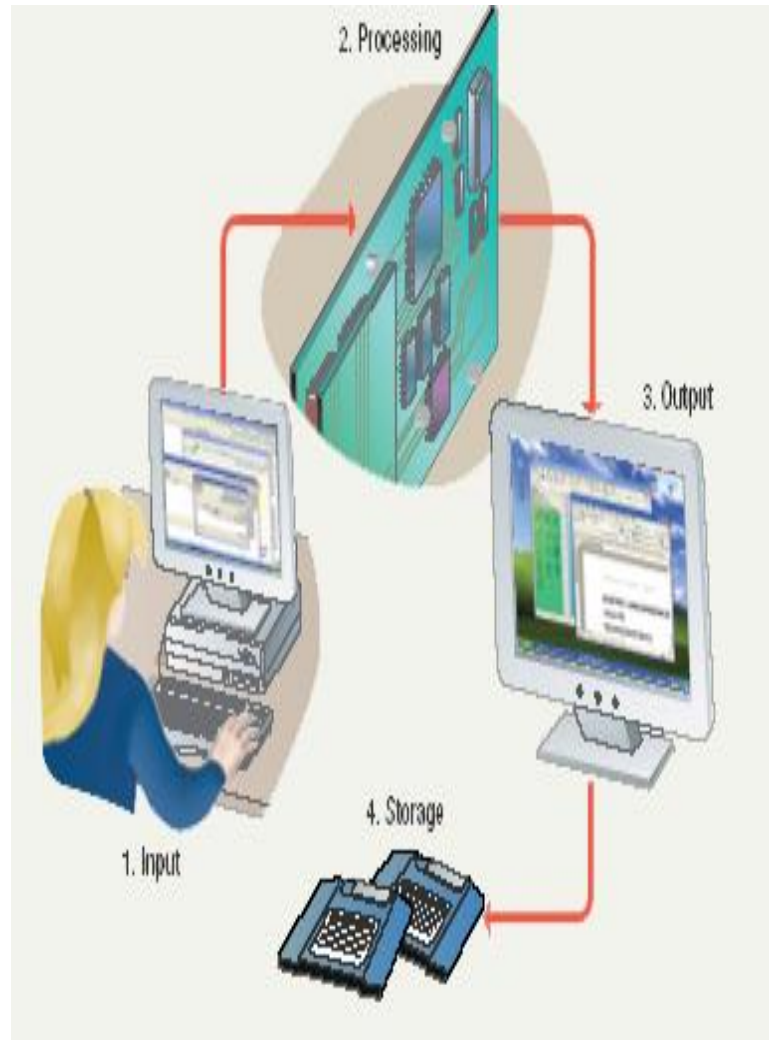 2. Processing
3. Output
4. Storage
1. Input